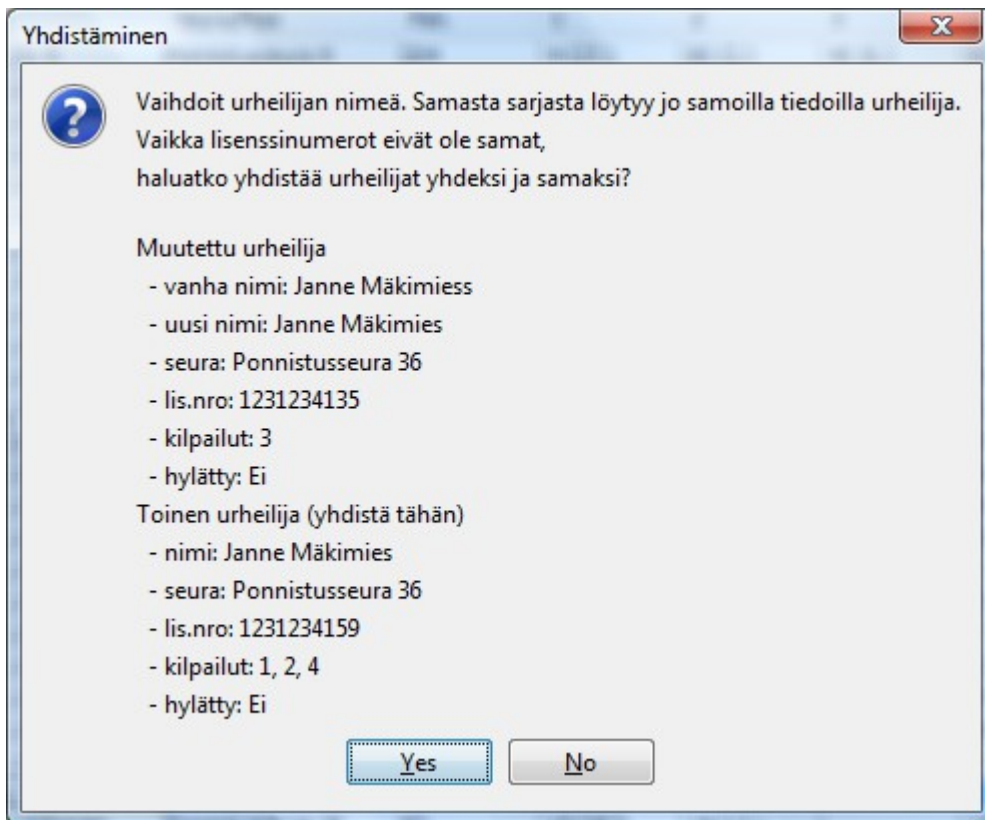 Yhdistäminen
Vaihdoit urheilijan nimeä. Samasta sarjasta löytyy jo samoilla tiedoilla urheilija.
Vaikka lisenssinumerot eivät ole samat,
haluatko yhdistää urheilijat yhdeksi ja samaksi?
Muutettu urheilija
- vanha nimi: Janne Mäkimiess
- uusi nimi: Janne Mäkimies
- seura: Ponnistusseura 36
- lis.nro: 1231234135
- kilpailut: 3
- hylätty: Ei
Toinen urheilija (yhdistä tähän)
- nimi: Janne Mäkimies
- seura: Ponnistusseura 36
- lis.nro: 1231234159
- kilpailut: 1, 2, 4
- hylätty: Ei
Yes No